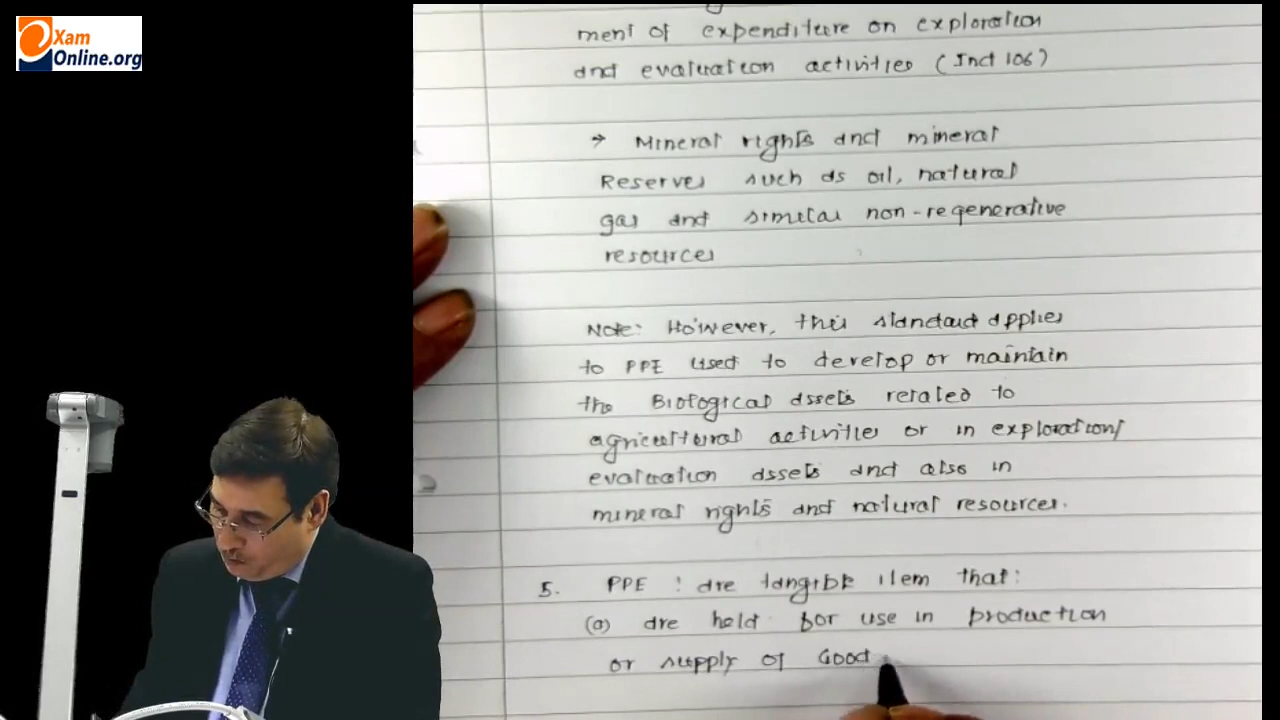 Xam
Online.org
ment of expenditure on exploration
and evaluation activities (Ind 106)
→ Mineral rights and mineral
Reserves such as oil, natural
gas and similar non-regenerative
resources
Note: However, this standard applies
to PPE used to develop or maintain
the Biological assets related to
agricultural activities or in exploration/
evaluation assets and also in
mineral rights and natural resources.
5. PPE : are tangible item that:
(a) are held for use in production
or supply of Good